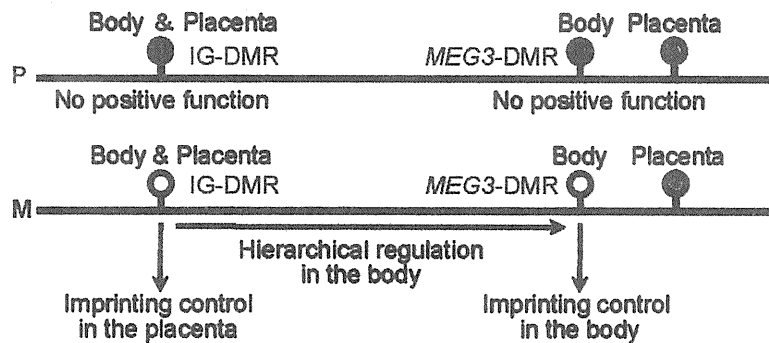 Body & Placenta Body Placenta
IG-DMR MEG3-DMR
P
No positive function No positive function
Body & Placenta Body Placenta
IG-DMR MEG3-DMR
M
Hierarchical regulation
in the body
Imprinting control Imprinting control
in the placenta in the body